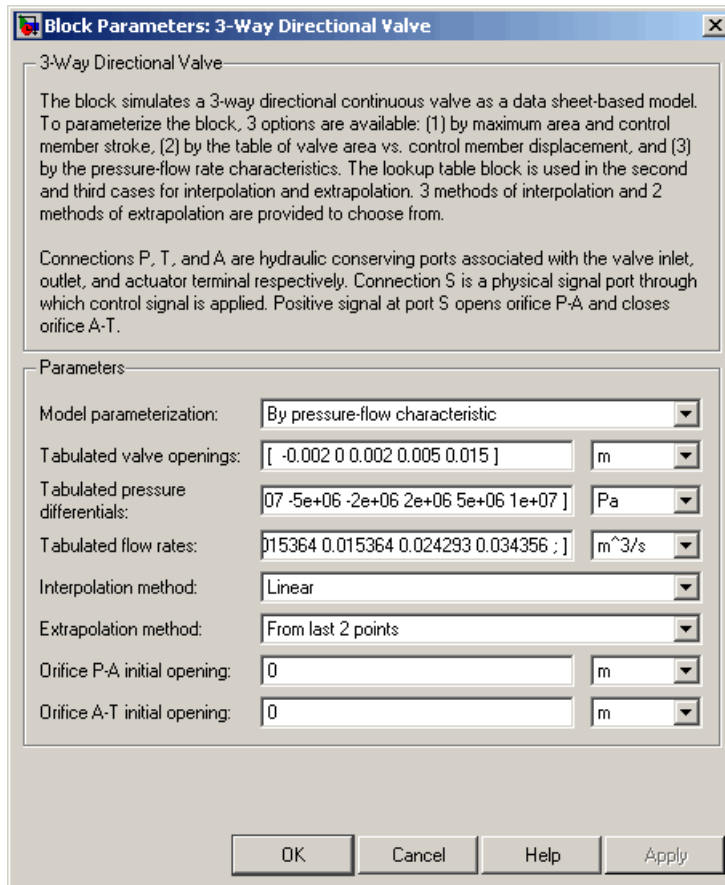 Block Parameters: 3-Way Directional Valve
3-Way Directional Valve
The block simulates a 3-way directional continuous valve as a data sheet-based model.
To parameterize the block, 3 options are available: (1) by maximum area and control
member stroke, (2) by the table of valve area vs. control member displacement, and (3)
by the pressure-flow rate characteristics. The lookup table block is used in the second
and third cases for interpolation and extrapolation. 3 methods of interpolation and 2
methods of extrapolation are provided to choose from.
Connections P, T, and A are hydraulic conserving ports associated with the valve inlet,
outlet, and actuator terminal respectively. Connection S is a physical signal port through
which control signal is applied. Positive signal at port S opens orifice P-A and closes
orifice A-T.
Parameters
Model parameterization: By pressure-flow characteristic
Tabulated valve openings: [ -0.002 0 0.002 0.005 0.015 ] m
Tabulated pressure
differentials: 07 -5e+06 -2e+06 2e+06 5e+06 1e+07 ] Pa
Tabulated flow rates: 015364 0.015364 0.024293 0.034356 ; ] m^3/s
Interpolation method: Linear
Extrapolation method: From last 2 points
Orifice P-A initial opening: 0 m
Orifice A-T initial opening: 0 m
OK Cancel Help Apply